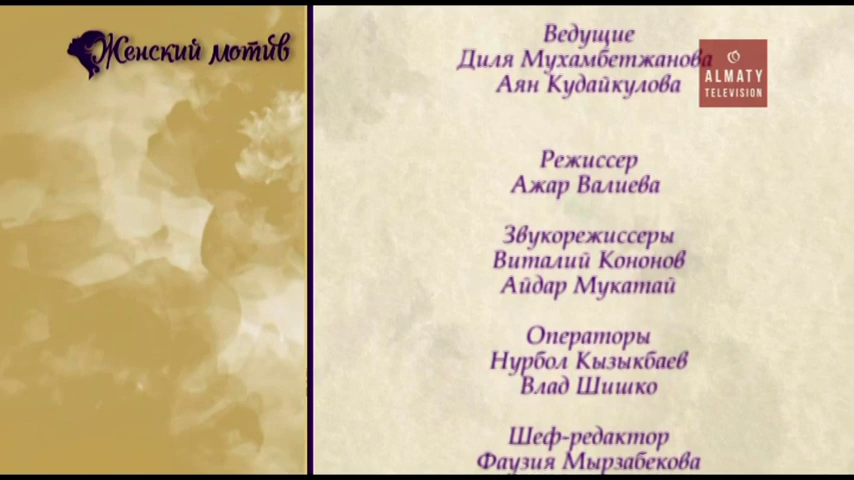 Женский мотив
Ведущие
Диля Мухамбетжанова
Аян Кудайкулова
ALMATY
TELEVISION
Режиссер
Ажар Валиева
Звукорежиссеры
Виталий Кононов
Айдар Мукатай
Операторы
Нурбол Кызыкбаев
Влад Шишко
Шеф-редактор
Фаузия Мырзабекова